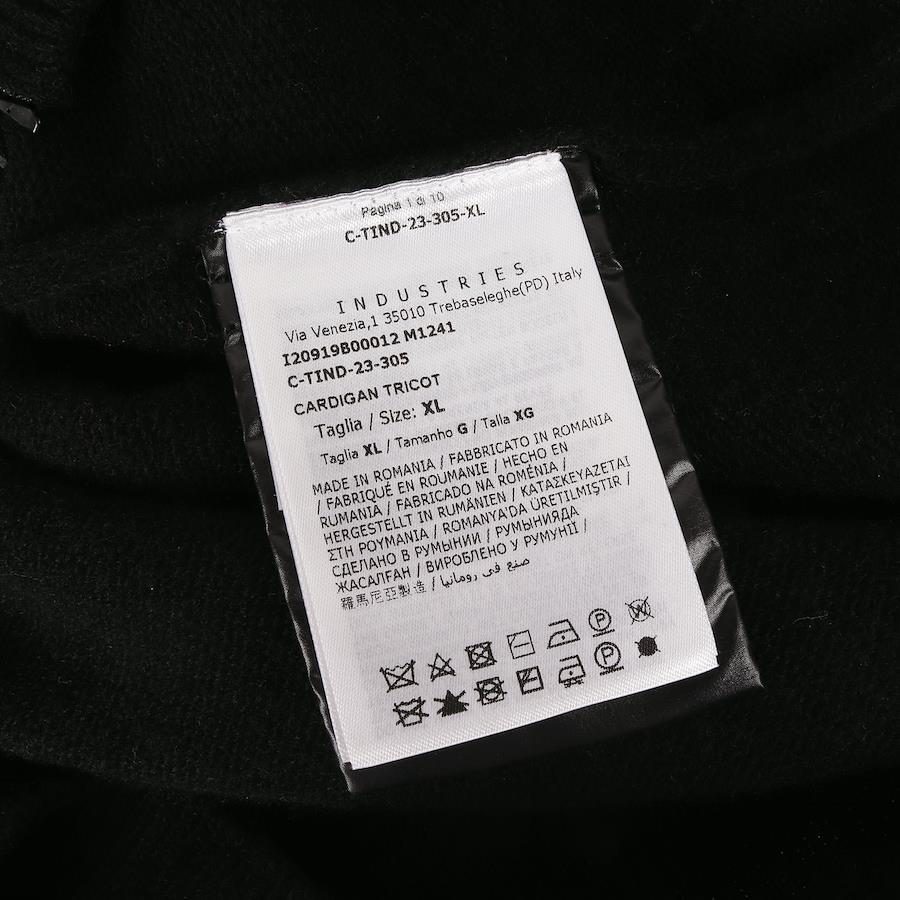 Pagina 1 di 10
C-TIND-23-305-XL
INDUSTRIES
Via Venezia,1 35010 Trebaseleghe(PD) Italy
I20919B00012 M1241
C-TIND-23-305
CARDIGAN TRICOT
Taglia / Size: XL
Taglia XL / Tamanho G / Talla XG
MADE IN ROMANIA / FABBRICATO IN ROMANIA
/ FABRIQUÉ EN ROUMANIE / HECHO EN
RUMANIA / FABRICADO NA ROMÉNIA /
HERGESTELLT IN RUMÄNIEN / ΚΑΤΑΣΚΕΥΑΖΕΤΑΙ
ΣΤΗ ΡΟΥΜΑΝΙΑ / ROMANYA'DA ÜRETILMIŞTIR /
СДЕЛАНО В РУМЫНИИ / РУМЫНИЯДА
ЖАСАЛҒАН / ВИРОБЛЕНО У РУМУНІЇ /
羅馬尼亞製造 / صنع في رومانيا
P W
P